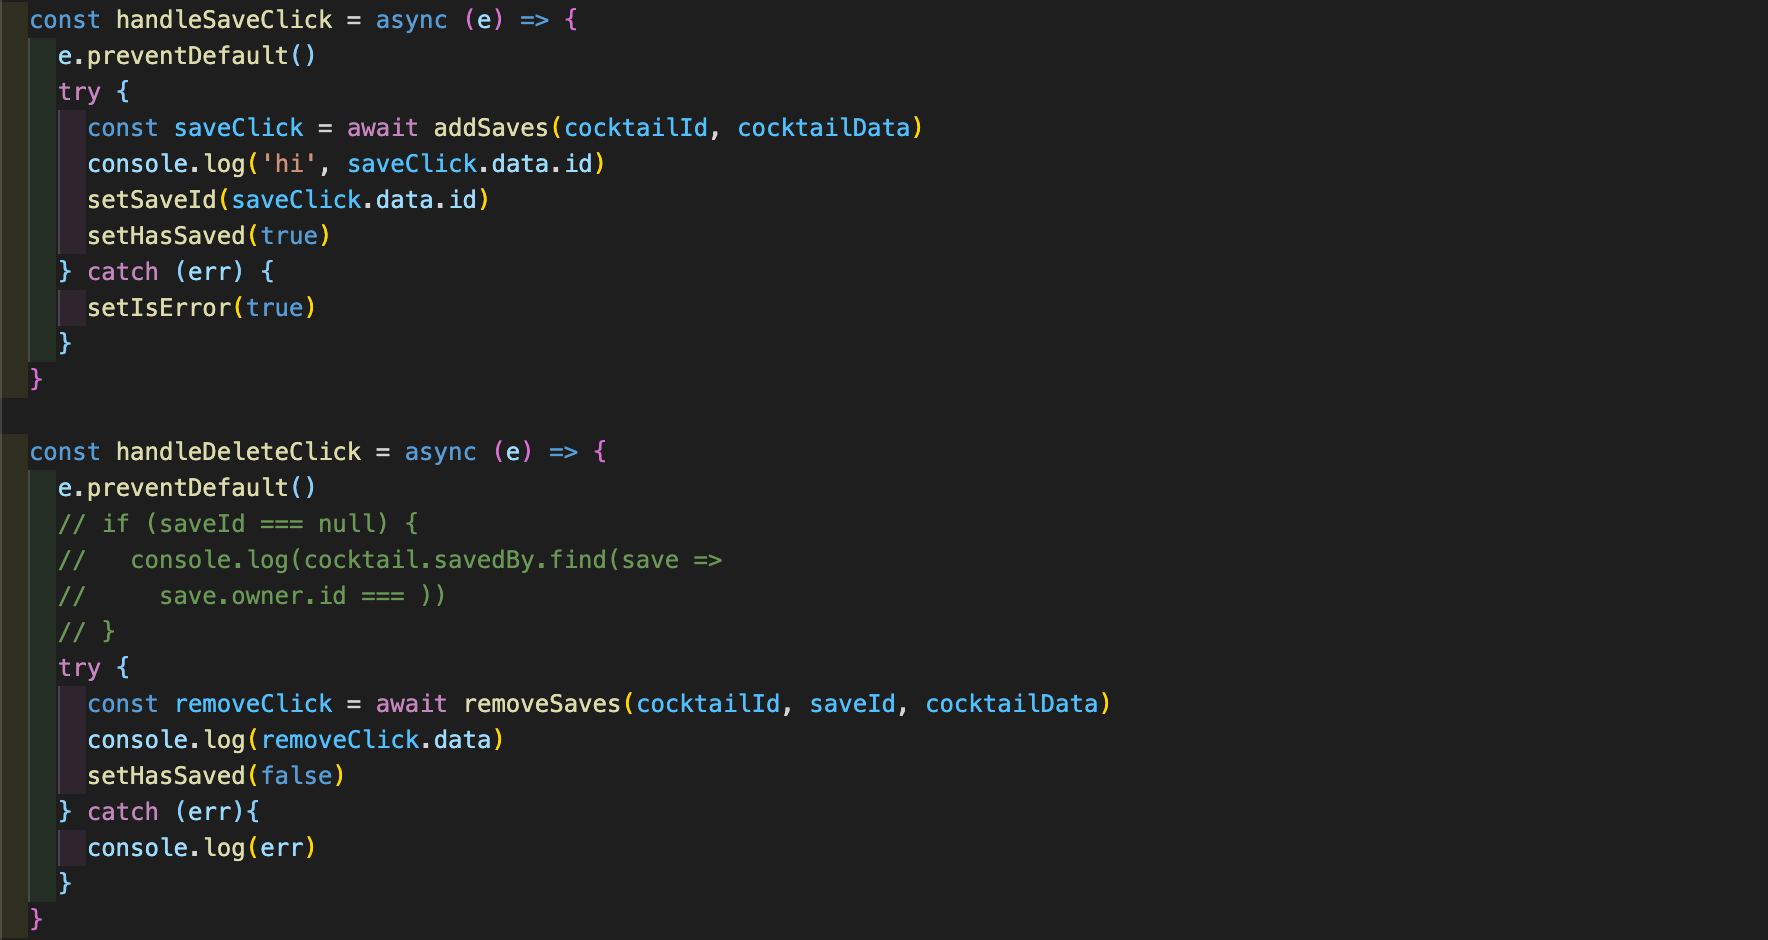 const handleSaveClick = async (e) => {
  e.preventDefault()
  try {
    const saveClick = await addSaves(cocktailId, cocktailData)
    console.log('hi', saveClick.data.id)
    setSaveId(saveClick.data.id)
    setHasSaved(true)
  } catch (err) {
    setIsError(true)
  }
}

const handleDeleteClick = async (e) => {
  e.preventDefault()
  // if (saveId === null) {
  //   console.log(cocktail.savedBy.find(save =>
  //     save.owner.id === ))
  // }
  try {
    const removeClick = await removeSaves(cocktailId, saveId, cocktailData)
    console.log(removeClick.data)
    setHasSaved(false)
  } catch (err){
    console.log(err)
  }
}